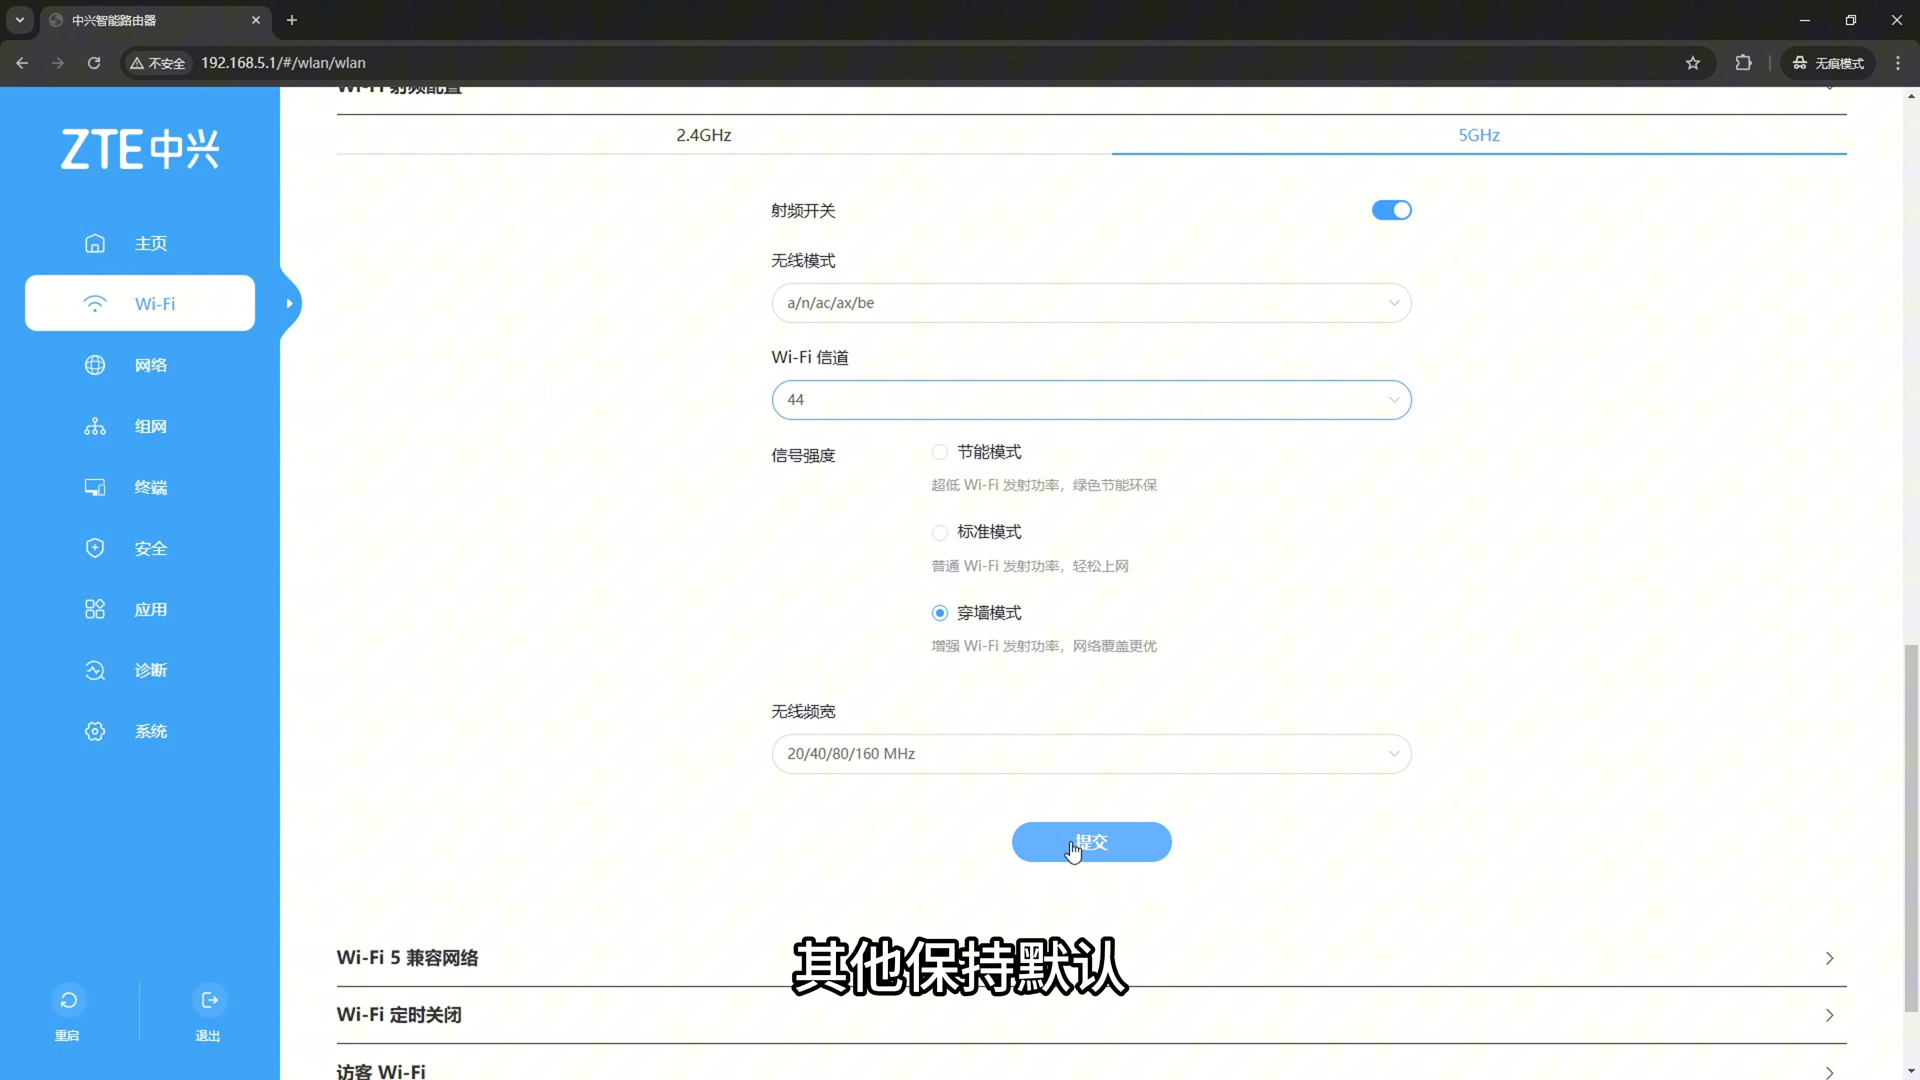 中兴智能路由器
不安全
192.168.5.1/#/wlan/wlan
无痕模式
Wi-Fi 射频配置
ZTE中兴
2.4GHz
5GHz
射频开关
主页
无线模式
Wi-Fi
a/n/ac/ax/be
Wi-Fi 信道
网络
44
组网
信号强度
节能模式
超低 Wi-Fi 发射功率，绿色节能环保
终端
标准模式
安全
普通 Wi-Fi 发射功率，轻松上网
应用
穿墙模式
增强 Wi-Fi 发射功率，网络覆盖更优
诊断
无线频宽
系统
20/40/80/160 MHz
提交
Wi-Fi 5 兼容网络
其他保持默认
Wi-Fi 定时关闭
重启
退出
访客 Wi-Fi